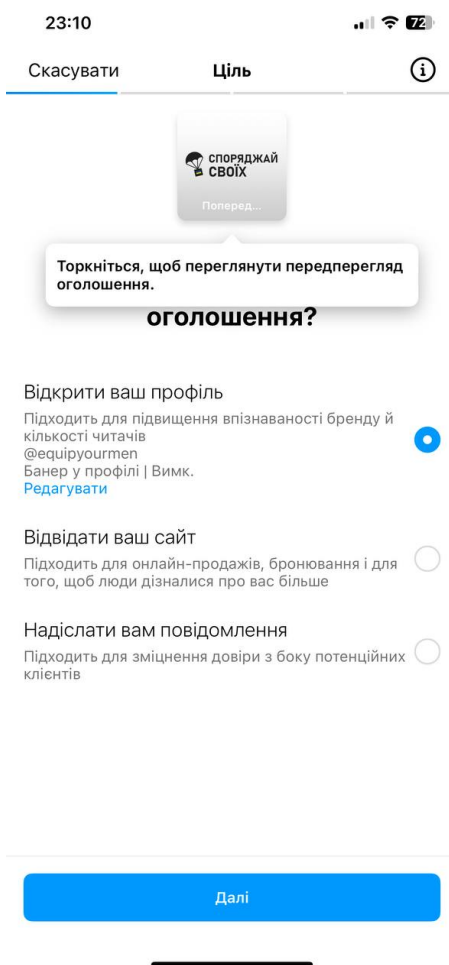 23:10
72
Скасувати
Ціль
СПОРЯДЖАЙ
СВОЇХ
Поперед...
Торкніться, щоб переглянути передперегляд
оголошення.
оголошення?
Відкрити ваш профіль
Підходить для підвищення впізнаваності бренду й
кількості читачів
@equipyourmen
Банер у профілі | Вимк.
Редагувати
Відвідати ваш сайт
Підходить для онлайн-продажів, бронювання і для
того, щоб люди дізналися про вас більше
Надіслати вам повідомлення
Підходить для зміцнення довіри з боку потенційних
клієнтів
Далі